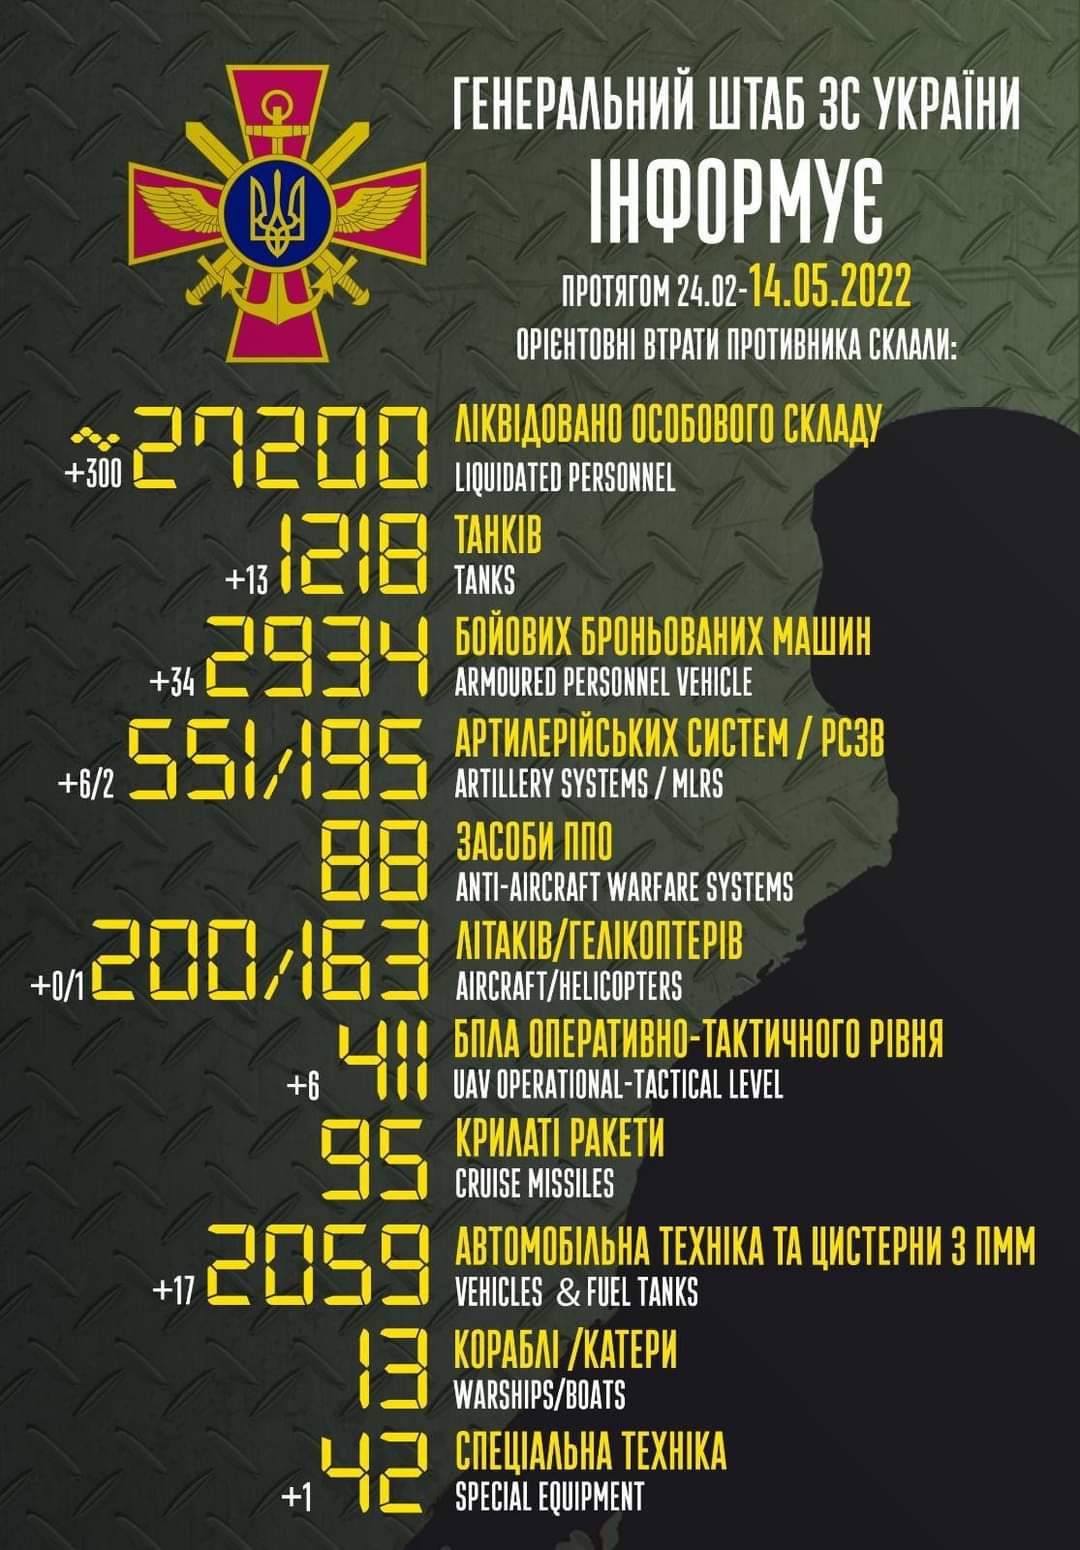 ГЕНЕРАЛЬНИЙ ШТАБ ЗС УКРАЇНИ
ІНФОРМУЄ
ПРОТЯГОМ 24.02-14.05.2022
ОРІЄНТОВНІ ВТРАТИ ПРОТИВНИКА СКЛАЛИ:
+300 ~27200 ЛІКВІДОВАНО ОСОБОВОГО СКЛАДУ
LIQUIDATED PERSONNEL
+13 1218 ТАНКІВ
TANKS
+34 2934 БОЙОВИХ БРОНЬОВАНИХ МАШИН
ARMOURED PERSONNEL VEHICLE
+6/2 551/195 АРТИЛЕРІЙСЬКИХ СИСТЕМ / РСЗВ
ARTILLERY SYSTEMS / MLRS
88 ЗАСОБИ ППО
ANTI-AIRCRAFT WARFARE SYSTEMS
+0/1 200/163 ЛІТАКІВ/ГЕЛІКОПТЕРІВ
AIRCRAFT/HELICOPTERS
+6 411 БПЛА ОПЕРАТИВНО-ТАКТИЧНОГО РІВНЯ
UAV OPERATIONAL-TACTICAL LEVEL
95 КРИЛАТІ РАКЕТИ
CRUISE MISSILES
+17 2059 АВТОМОБІЛЬНА ТЕХНІКА ТА ЦИСТЕРНИ З ПММ
VEHICLES & FUEL TANKS
13 КОРАБЛІ /КАТЕРИ
WARSHIPS/BOATS
+1 42 СПЕЦІАЛЬНА ТЕХНІКА
SPECIAL EQUIPMENT